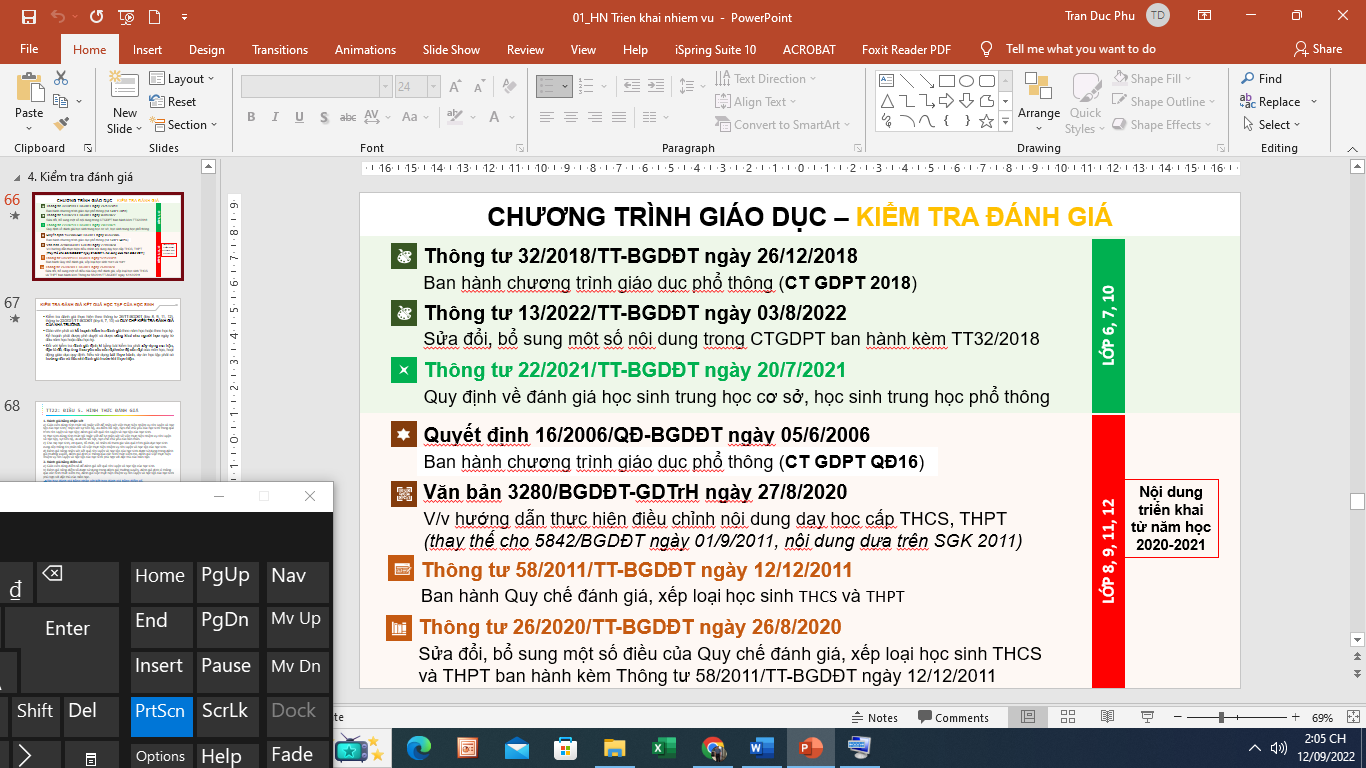 01_HN Trien khai nhiem vu - PowerPoint
Tran Duc Phu
TD
File
Home
Insert
Design
Transitions
Animations
Slide Show
Review
View
Help
iSpring Suite 10
ACROBAT
Foxit Reader PDF
Tell me what you want to do
Share
Paste
Clipboard
New
Slide
Layout
Reset
Section
Slides
24
Font
Text Direction
Align Text
Convert to SmartArt
Paragraph
Arrange
Quick
Styles
Shape Fill
Shape Outline
Shape Effects
Drawing
Find
Replace
Select
Editing
4. Kiểm tra đánh giá
66
67
68
CHƯƠNG TRÌNH GIÁO DỤC – KIỂM TRA ĐÁNH GIÁ
Thông tư 32/2018/TT-BGDĐT ngày 26/12/2018
Ban hành chương trình giáo dục phổ thông (CT GDPT 2018)
Thông tư 13/2022/TT-BGDĐT ngày 03/8/2022
Sửa đổi, bổ sung một số nội dung trong CTGDPT ban hành kèm TT32/2018
Thông tư 22/2021/TT-BGDĐT ngày 20/7/2021
Quy định về đánh giá học sinh trung học cơ sở, học sinh trung học phổ thông
LỚP 6, 7, 10
Quyết định 16/2006/QĐ-BGDĐT ngày 05/5/2006
Ban hành chương trình giáo dục phổ thông (CT GDPT QĐ16)
Văn bản 3280/BGDĐT-GDTrH ngày 27/8/2020
V/v hướng dẫn thực hiện điều chỉnh nội dung dạy học cấp THCS, THPT
(thay thế cho 5842/BGDĐT ngày 01/9/2011, nội dung dựa trên SGK 2011)
Thông tư 58/2011/TT-BGDĐT ngày 12/12/2011
Ban hành Quy chế đánh giá, xếp loại học sinh THCS và THPT
Thông tư 26/2020/TT-BGDĐT ngày 26/8/2020
Sửa đổi, bổ sung một số điều của Quy chế đánh giá, xếp loại học sinh THCS
và THPT ban hành kèm Thông tư 58/2011/TT-BGDĐT ngày 12/12/2011
LỚP 8, 9, 11, 12
Nội dung
triển khai
từ năm học
2020-2021
đ
Home
PgUp
Nav
Enter
End
PgDn
Mv Up
Insert
Pause
Mv Dn
Shift
Del
PrtScn
ScrLk
Dock
Options
Help
Fade
Notes
Comments
69%
2:05 CH
12/09/2022